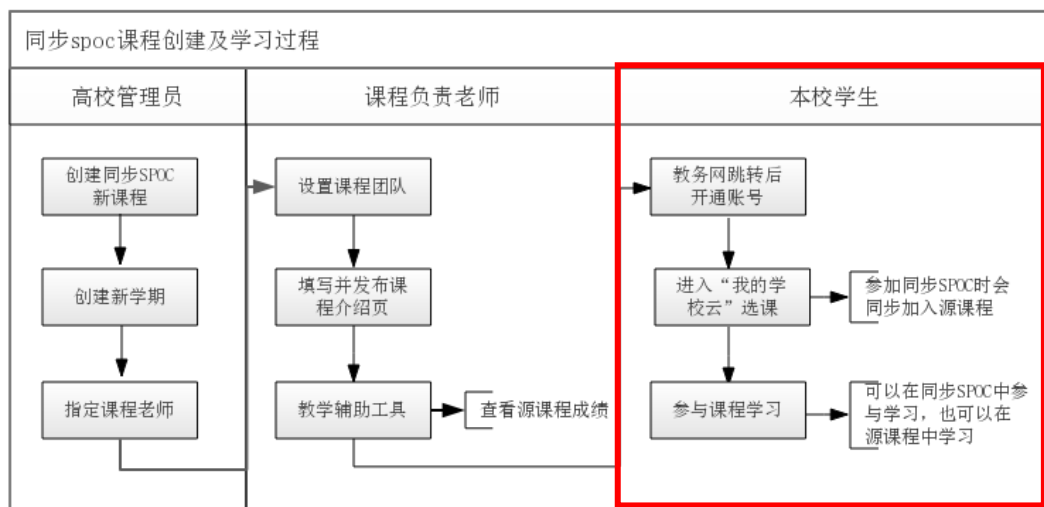 同步spoc课程创建及学习过程
高校管理员
课程负责老师
本校学生
创建同步SPOC
新课程
创建新学期
指定课程老师
设置课程团队
填写并发布课
程介绍页
教学辅助工具
查看源课程成绩
教务网跳转后
开通账号
进入“我的学
校云”选课
参加同步SPOC时会
同步加入源课程
参与课程学习
可以在同步SPOC中参
与学习，也可以在
源课程中学习